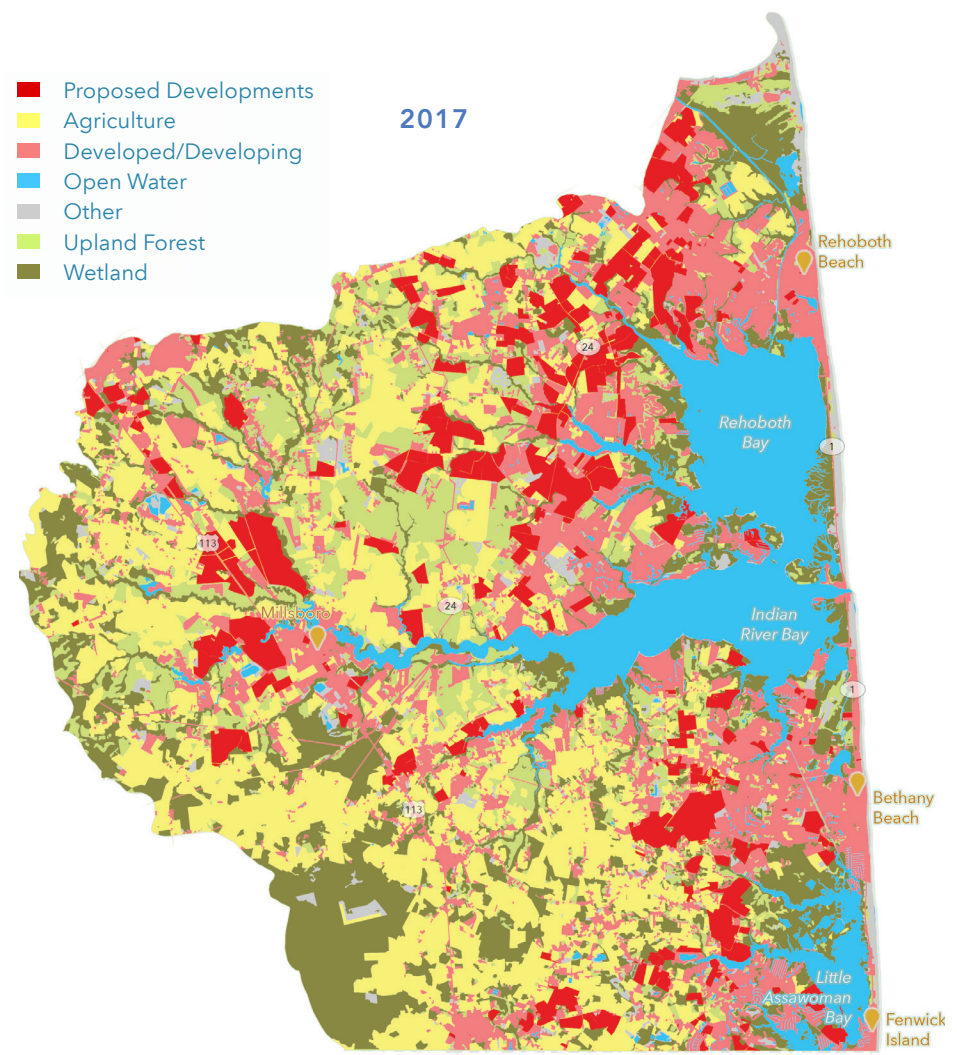 Proposed Developments
Agriculture
Developed/Developing
Open Water
Other
Upland Forest
Wetland
2017
Rehoboth
Beach
24
Rehoboth
Bay
1
113
24
Millsboro
Indian
River Bay
1
Bethany
Beach
113
Little
Assawoman
Bay
Fenwick
Island